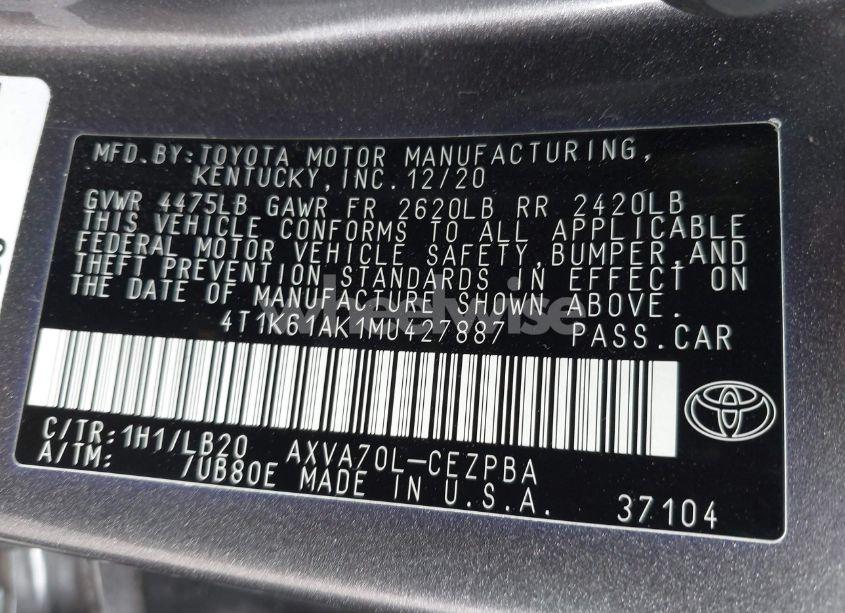 MFD.BY:TOYOTA MOTOR MANUFACTURING,
KENTUCKY,INC.12/20
GVWR 4475LB GAWR FR 2620LB RR 2420LB
THIS VEHICLE CONFORMS TO ALL APPLICABLE
FEDERAL MOTOR VEHICLE SAFETY,BUMPER,AND
THEFT PREVENTION STANDARDS IN EFFECT ON
THE DATE OF MANUFACTURE SHOWN ABOVE.
4T1K61AK1MU427887 PASS.CAR
wheelwise
C/TR:1H1/LB20 AXVA70L-CEZPBA
A/TM: /UB80E MADE IN U.S.A. 37104